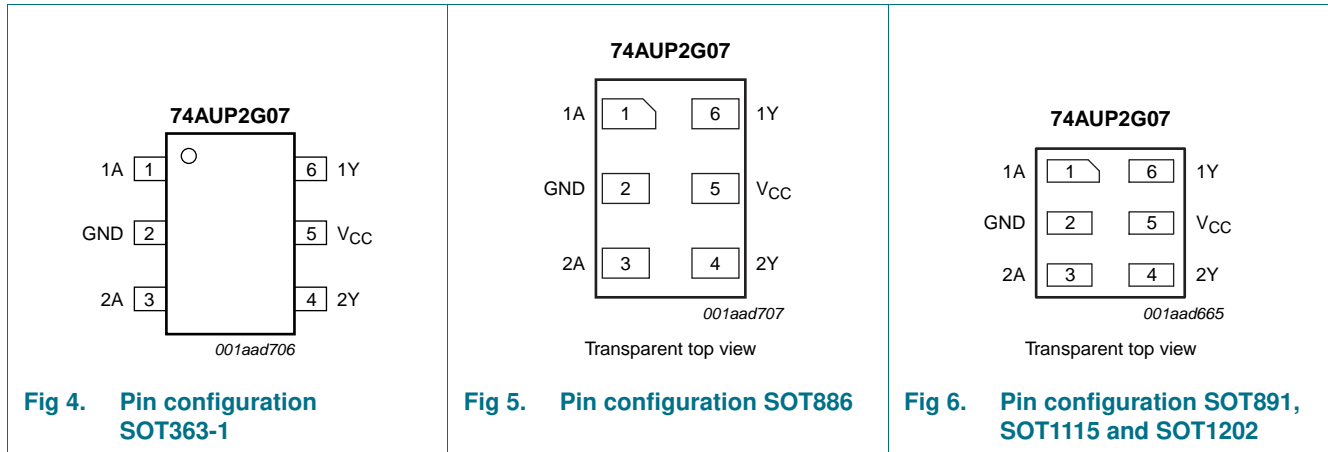 74AUP2G07
1A 1 6 1Y
GND 2 5 VCC
2A 3 4 2Y
001aad706
Fig 4. Pin configuration
SOT363-1
74AUP2G07
1A 1 6 1Y
GND 2 5 VCC
2A 3 4 2Y
001aad707
Transparent top view
Fig 5. Pin configuration SOT886
74AUP2G07
1A 1 6 1Y
GND 2 5 VCC
2A 3 4 2Y
001aad665
Transparent top view
Fig 6. Pin configuration SOT891,
SOT1115 and SOT1202